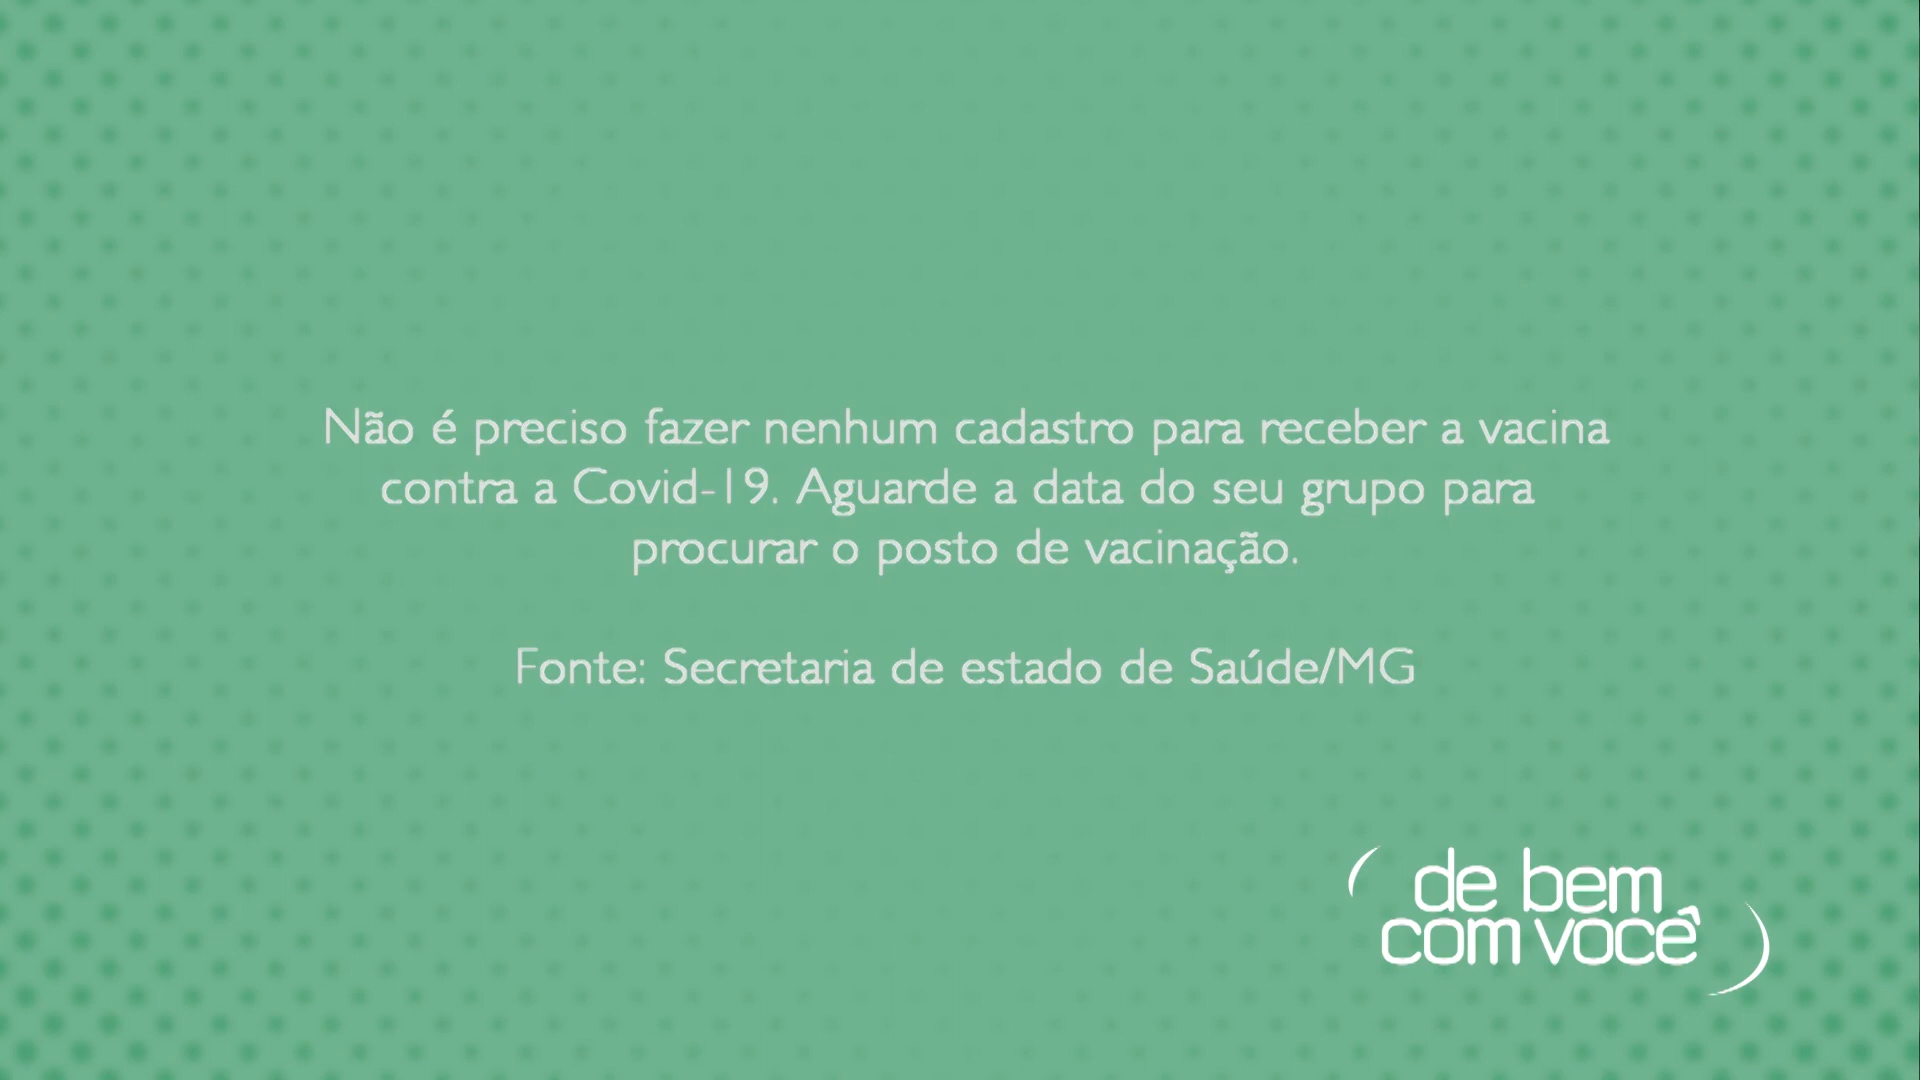 Não é preciso fazer nenhum cadastro para receber a vacina
contra a Covid-19. Aguarde a data do seu grupo para
procurar o posto de vacinação.
Fonte: Secretaria de estado de Saúde/MG
de bem
com você